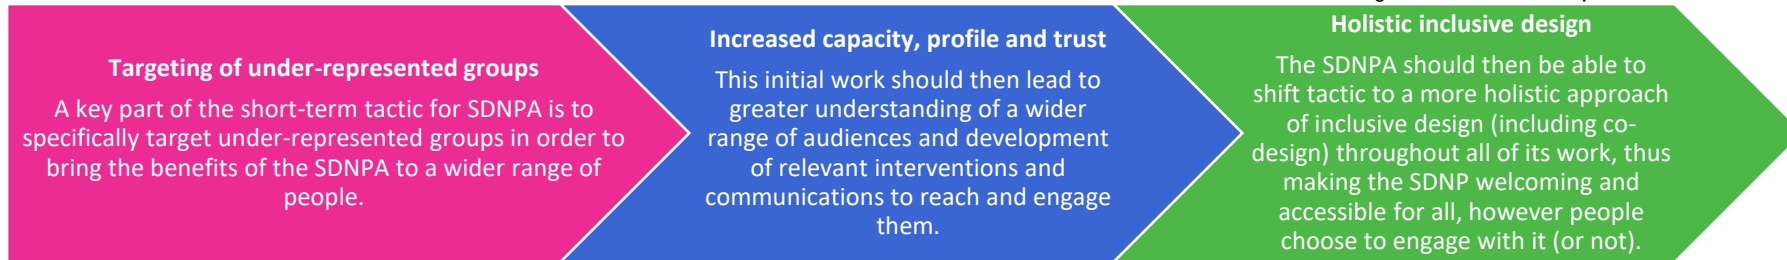 Targeting of under-represented groups
A key part of the short-term tactic for SDNPA is to
specifically target under-represented groups in order to
bring the benefits of the SDNPA to a wider range of
people.
Increased capacity, profile and trust
This initial work should then lead to
greater understanding of a wider
range of audiences and development
of relevant interventions and
communications to reach and engage
them.
Holistic inclusive design
The SDNPA should then be able to
shift tactic to a more holistic approach
of inclusive design (including co-
design) throughout all of its work, thus
making the SDNP welcoming and
accessible for all, however people
choose to engage with it (or not).